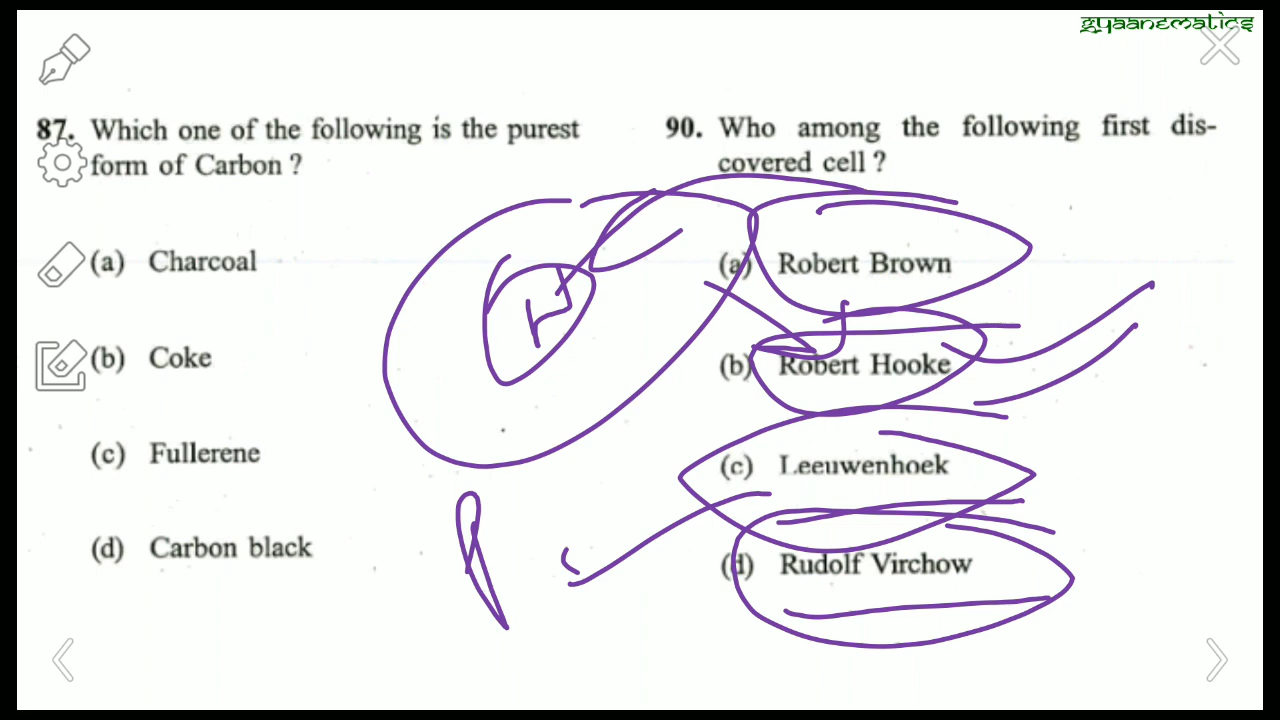 gyaanematics
87. Which one of the following is the purest
form of Carbon ?
(a) Charcoal
(b) Coke
(c) Fullerene
(d) Carbon black
90. Who among the following first dis-
covered cell ?
(a) Robert Brown
(b) Robert Hooke
(c) Leeuwenhoek
(d) Rudolf Virchow